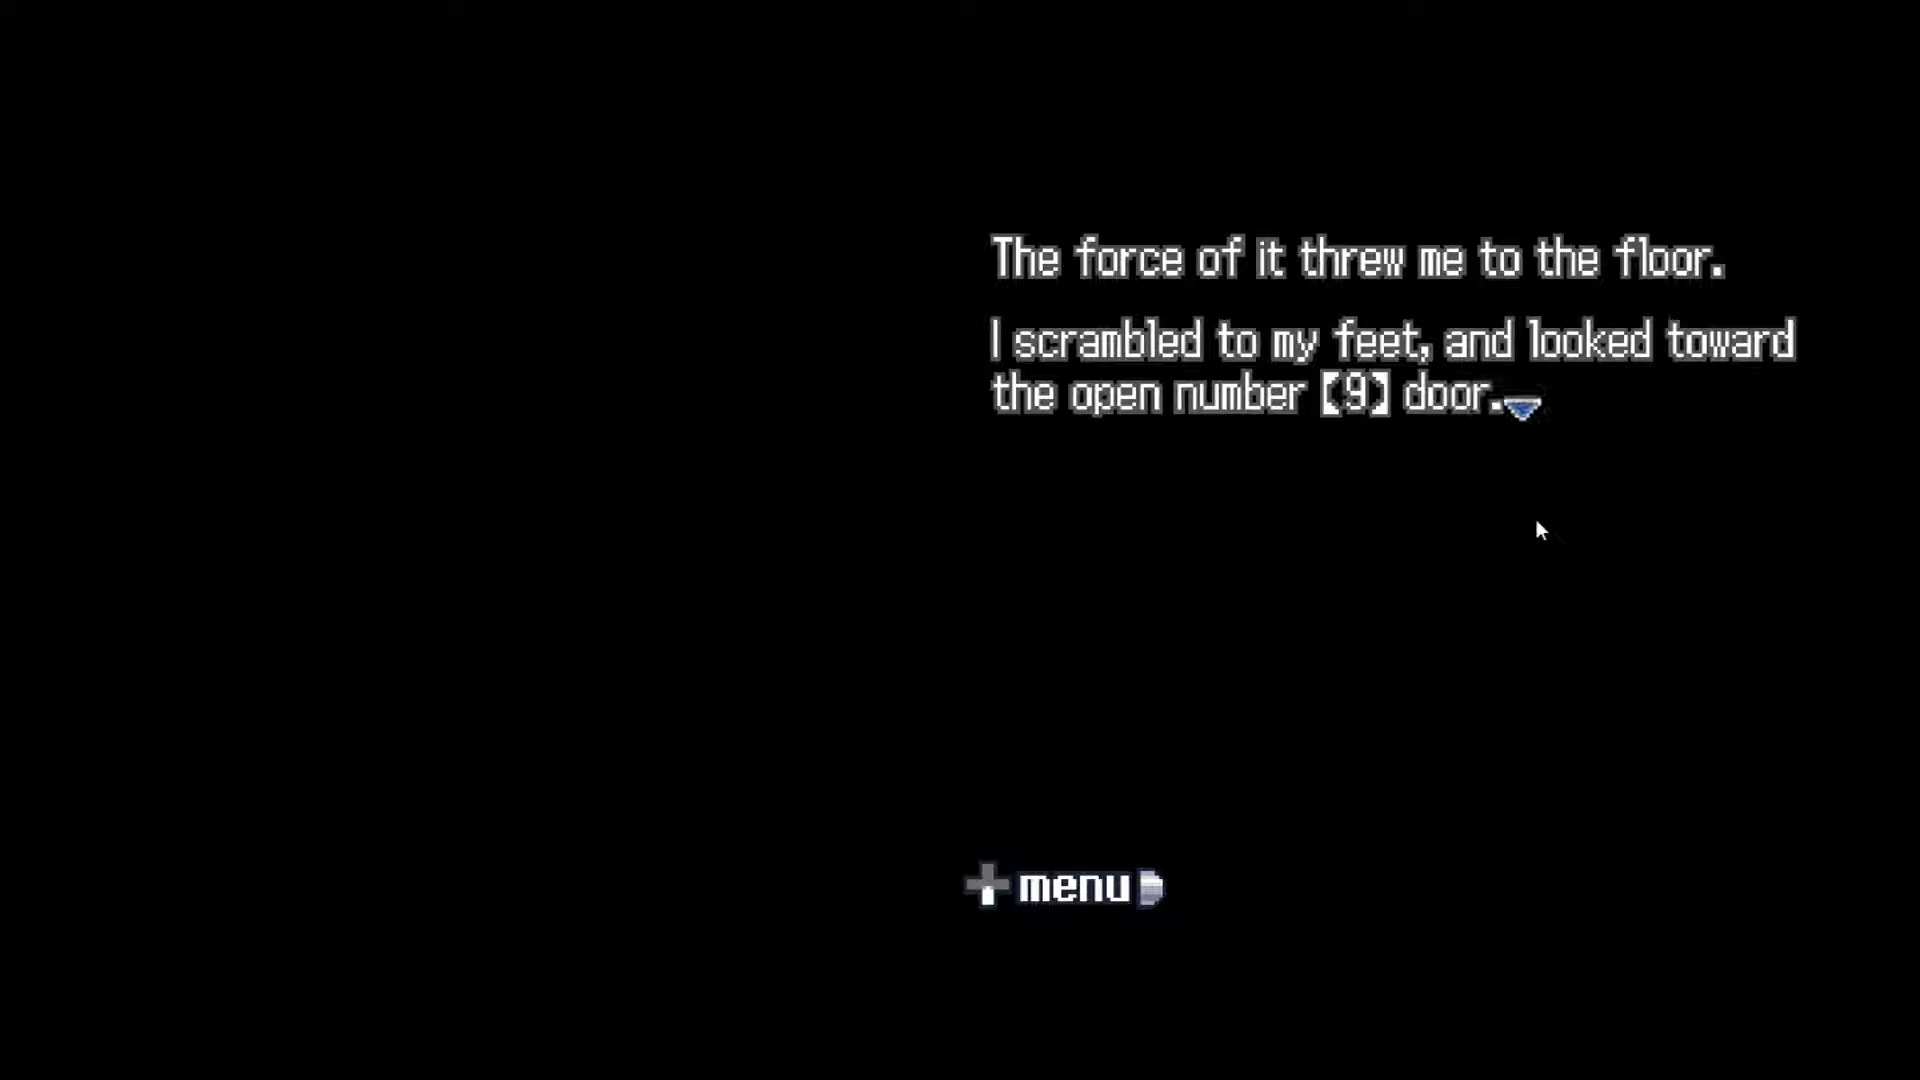 The force of it threw me to the floor.
I scrambled to my feet, and looked toward
the open number【9】door.
menu